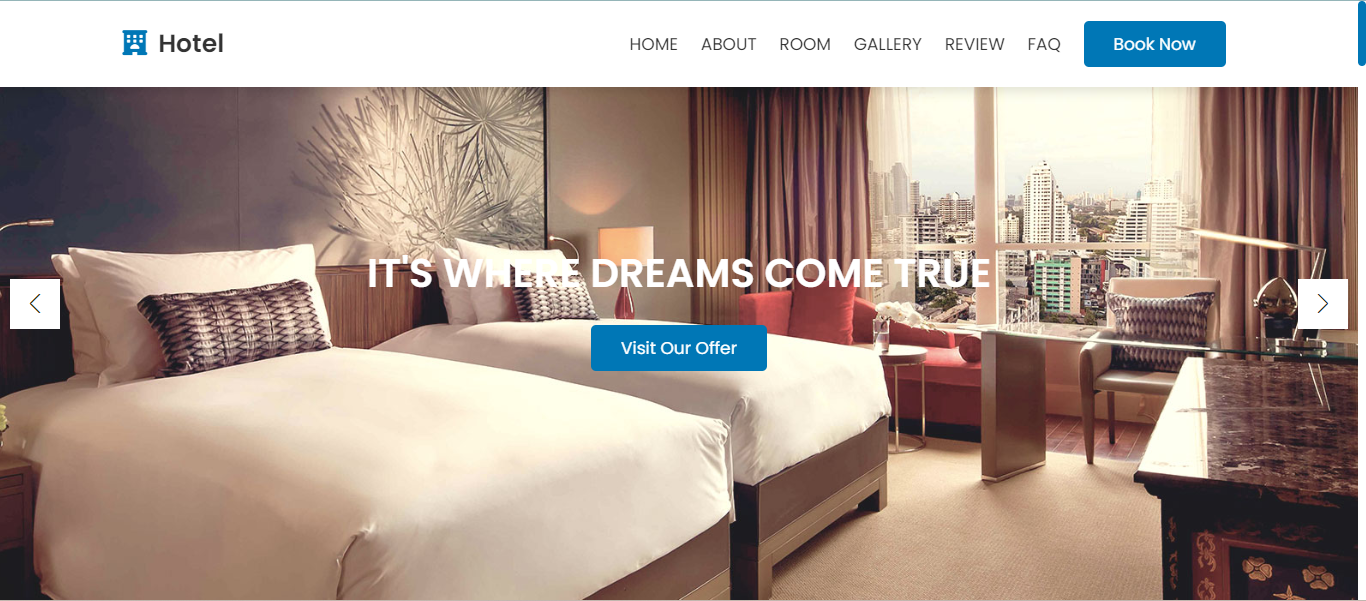 Hotel
HOME ABOUT ROOM GALLERY REVIEW FAQ Book Now
IT'S WHERE DREAMS COME TRUE
Visit Our Offer